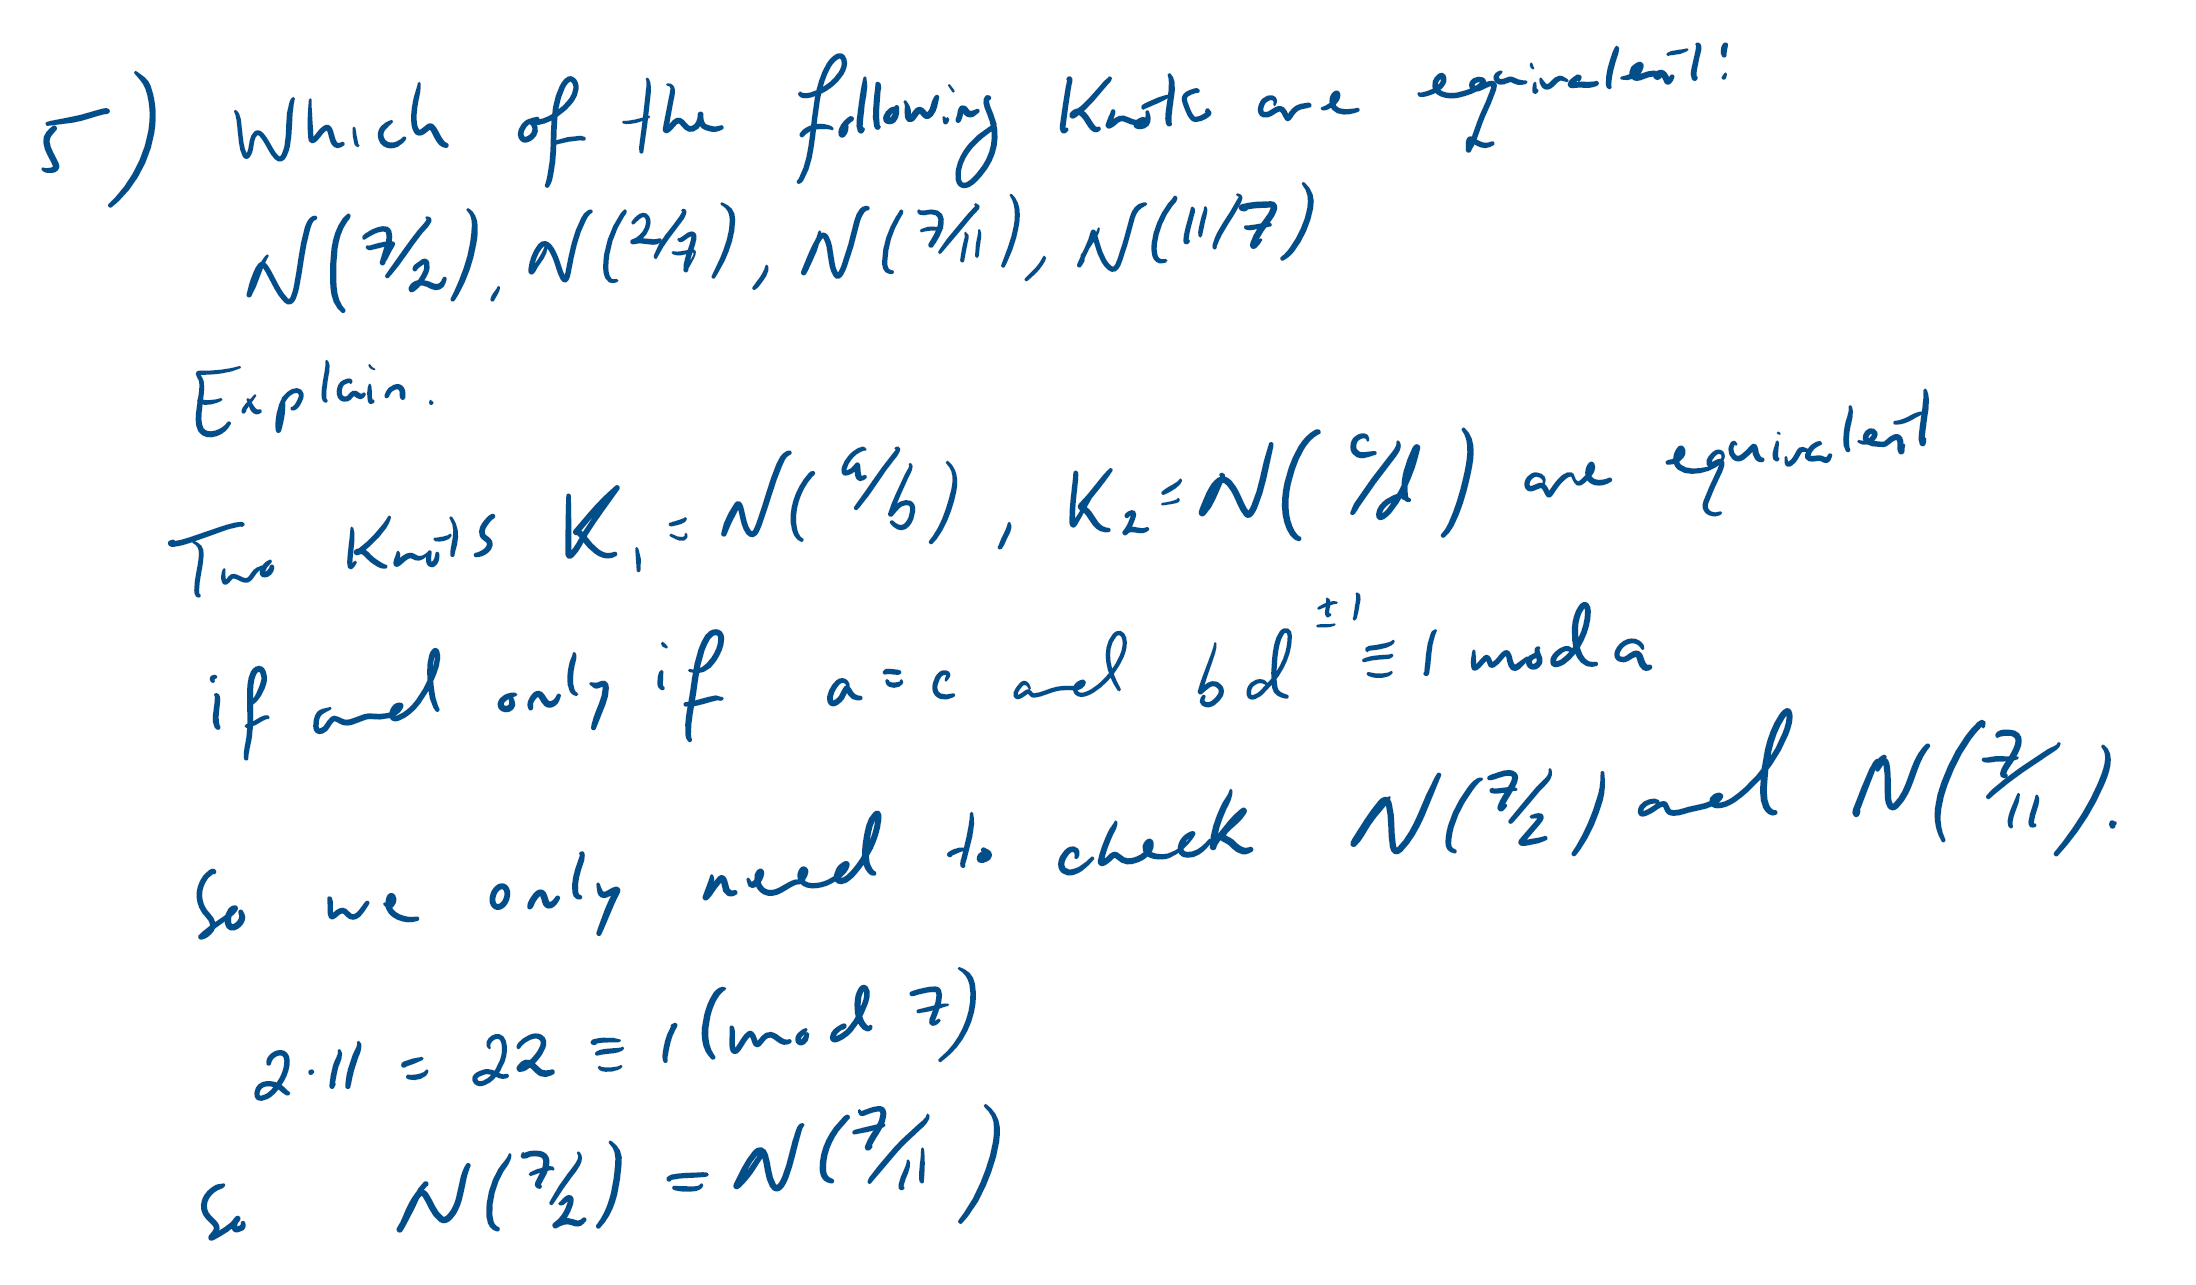 5) Which of the following Knots are equivalent:
N(7/2), N(2/7), N(7/11), N(11/7)
Explain.
Two Knots K₁ = N(a/b), K₂ = N(c/d) are equivalent
if and only if a = c and bd^±1 ≡ 1 mod a
So we only need to check N(7/2) and N(7/11).
2·11 = 22 ≡ 1 (mod 7)
So N(7/2) = N(7/11)